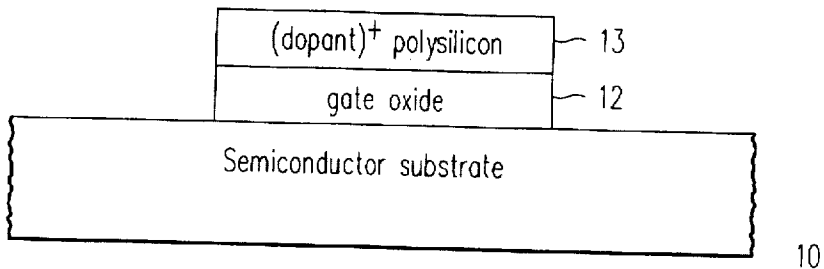 (dopant)+ polysilicon 13
gate oxide 12
Semiconductor substrate
10